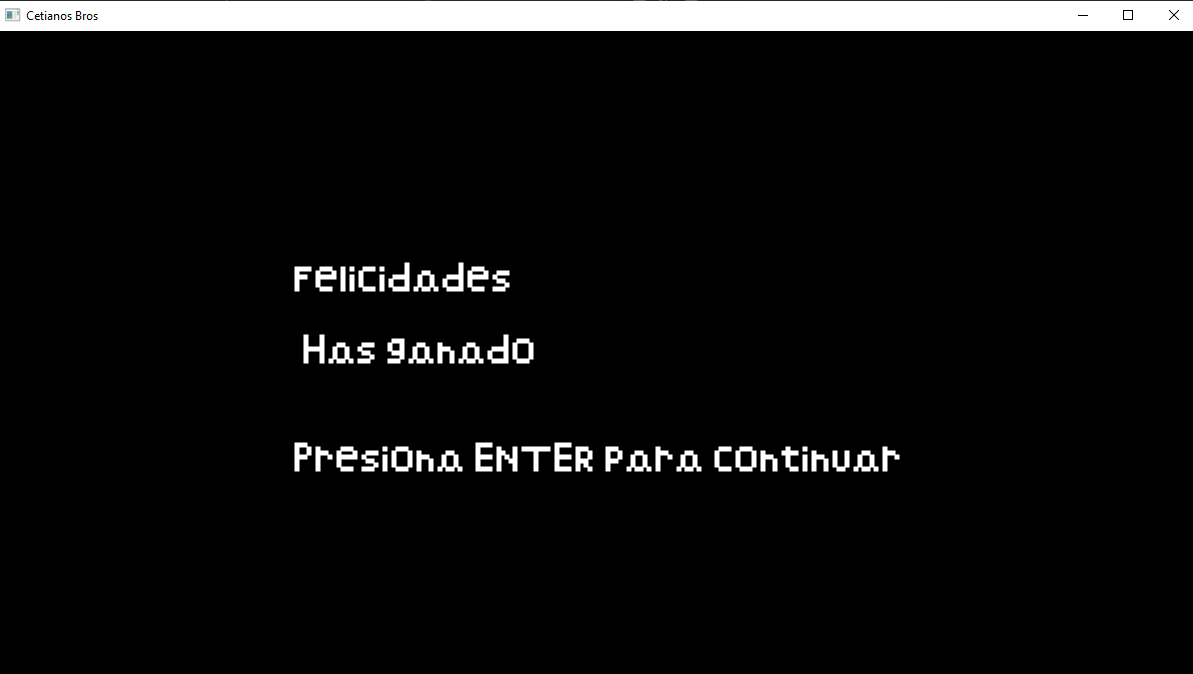 Cetianos Bros
Felicidades
Has ganado
Presiona ENTER para continuar